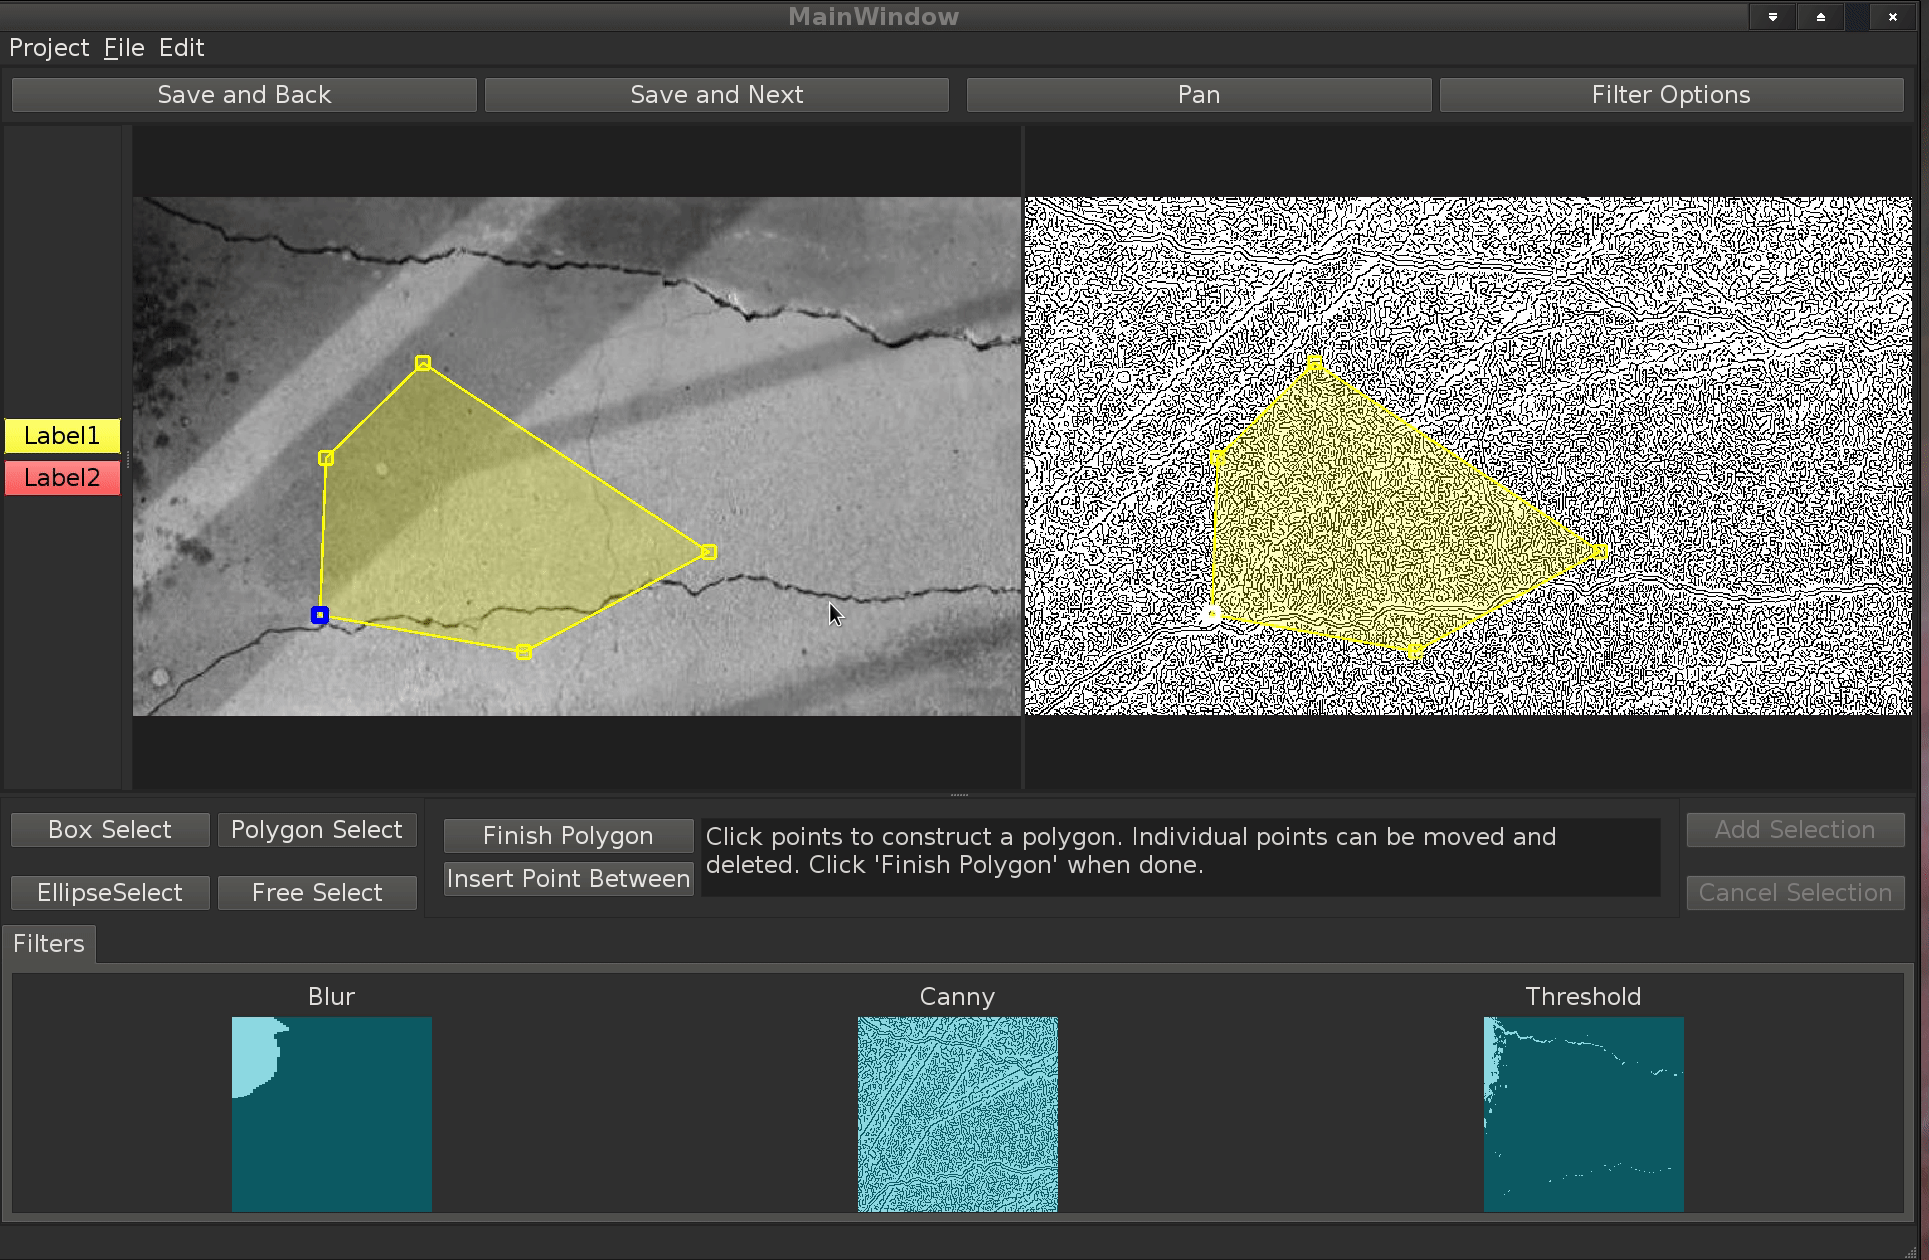 MainWindow
Project File Edit
Save and Back Save and Next Pan Filter Options
Label1
Label2
Box Select Polygon Select
EllipseSelect Free Select
Finish Polygon
Insert Point Between
Click points to construct a polygon. Individual points can be moved and
deleted. Click 'Finish Polygon' when done.
Add Selection
Cancel Selection
Filters
Blur Canny Threshold